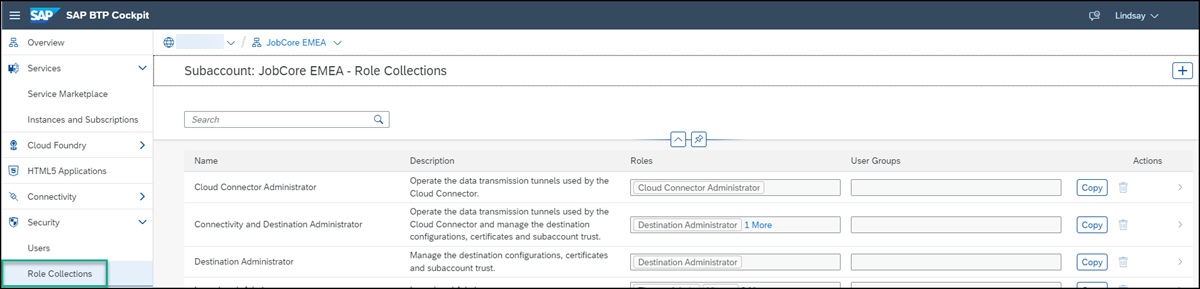 SAP SAP BTP Cockpit
Lindsay
Overview
Services
Service Marketplace
Instances and Subscriptions
Cloud Foundry
HTML5 Applications
Connectivity
Security
Users
Role Collections
/ JobCore EMEA
Subaccount: JobCore EMEA - Role Collections
Search
Name Description Roles User Groups Actions
Cloud Connector Administrator
Operate the data transmission tunnels used by the
Cloud Connector.
Cloud Connector Administrator
Copy
Connectivity and Destination Administrator
Operate the data transmission tunnels used by the
Cloud Connector and manage the destination
configurations, certificates and subaccount trust.
Destination Administrator 1 More
Copy
Destination Administrator
Manage the destination configurations, certificates
and subaccount trust.
Destination Administrator
Copy